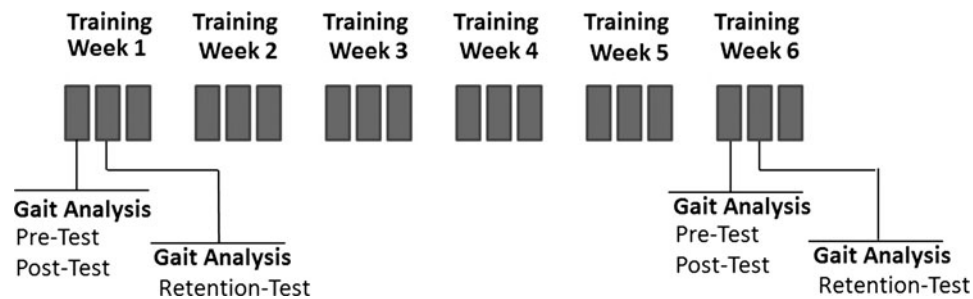 Training Week 1
Training Week 2
Training Week 3
Training Week 4
Training Week 5
Training Week 6
Gait Analysis
Pre-Test
Post-Test
Gait Analysis
Retention-Test
Gait Analysis
Pre-Test
Post-Test
Gait Analysis
Retention-Test